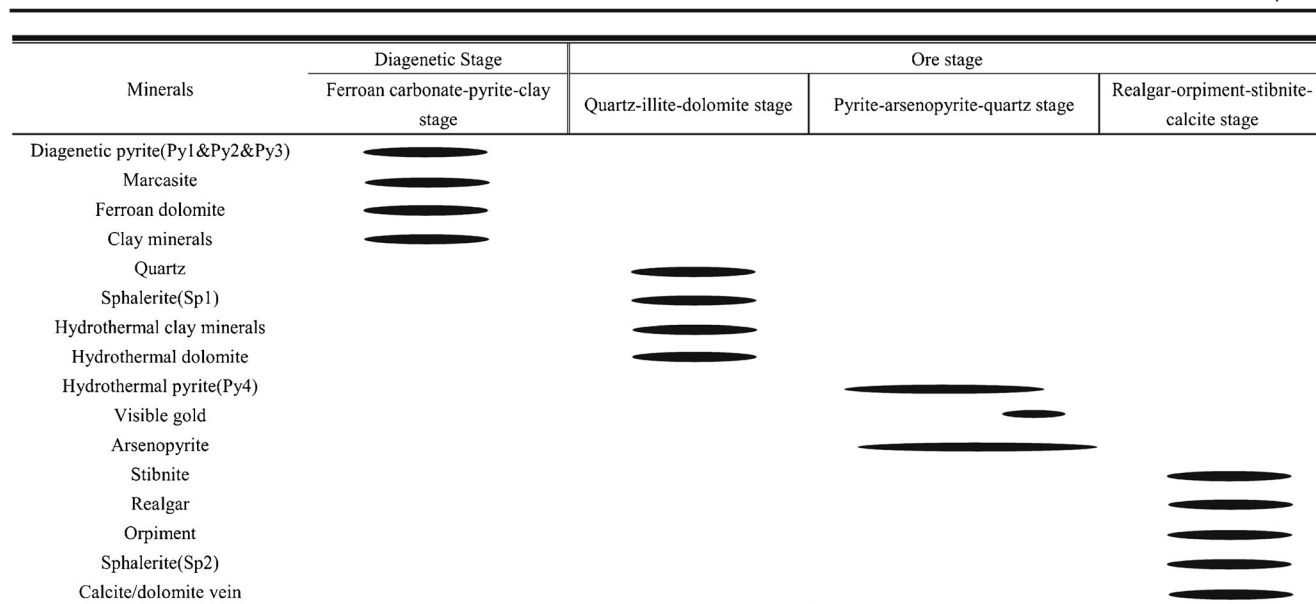 Diagenetic Stage
Ore stage
Minerals
Ferroan carbonate-pyrite-clay
stage
Quartz-illite-dolomite stage
Pyrite-arsenopyrite-quartz stage
Realgar-orpiment-stibnite-
calcite stage
Diagenetic pyrite(Py1&Py2&Py3)
Marcasite
Ferroan dolomite
Clay minerals
Quartz
Sphalerite(Sp1)
Hydrothermal clay minerals
Hydrothermal dolomite
Hydrothermal pyrite(Py4)
Visible gold
Arsenopyrite
Stibnite
Realgar
Orpiment
Sphalerite(Sp2)
Calcite/dolomite vein